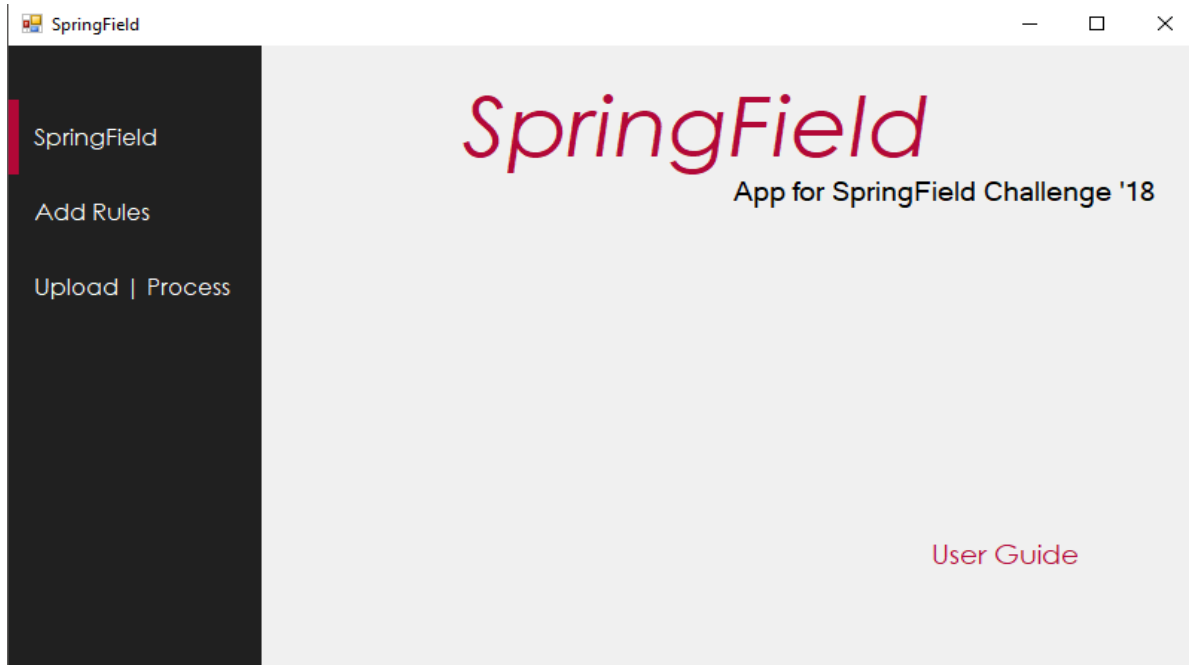 SpringField
SpringField
Add Rules
Upload | Process
SpringField
App for SpringField Challenge '18
User Guide